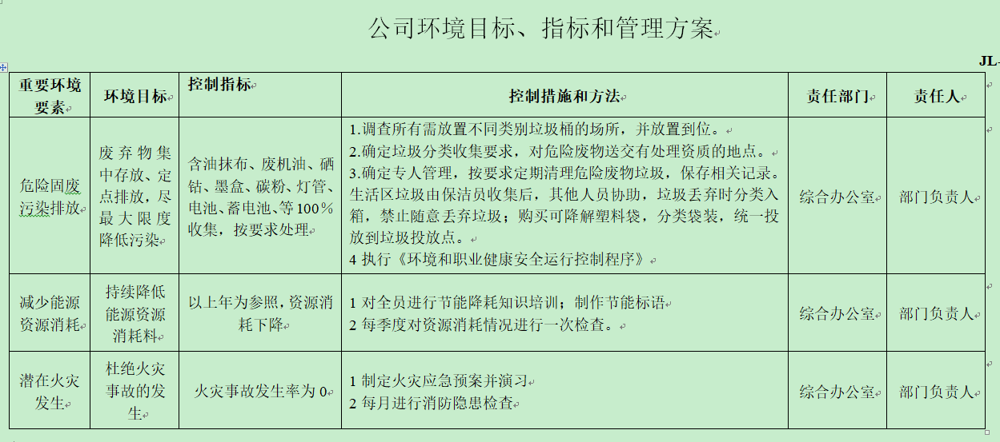 公司环境目标、指标和管理方案
JL-
重要环境
要素
环境目标
控制指标
控制措施和方法
责任部门
责任人
危险固废
污染排放
废弃物集
中存放、定
点排放，尽
最大限度
降低污染
含油抹布、废机油、硒
钴、墨盒、碳粉、灯管、
电池、蓄电池、等100％
收集，按要求处理
1.调查所有需放置不同类别垃圾桶的场所，并放置到位。
2.确定垃圾分类收集要求，对危险废物送交有处理资质的地点。
3.确定专人管理，按要求定期清理危险废物垃圾，保存相关记录。
生活区垃圾由保洁员收集后，其他人员协助，垃圾丢弃时分类入
箱，禁止随意丢弃垃圾；购买可降解塑料袋，分类袋装，统一投
放到垃圾投放点。
4 执行《环境和职业健康安全运行控制程序》
综合办公室
部门负责人
减少能源
资源消耗
持续降低
能源资源
消耗料
以上年为参照，资源消
耗下降
1 对全员进行节能降耗知识培训；制作节能标语
2 每季度对资源消耗情况进行一次检查。
综合办公室
部门负责人
潜在火灾
发生
杜绝火灾
事故的发
生
火灾事故发生率为0
1 制定火灾应急预案并演习
2 每月进行消防隐患检查
综合办公室
部门负责人